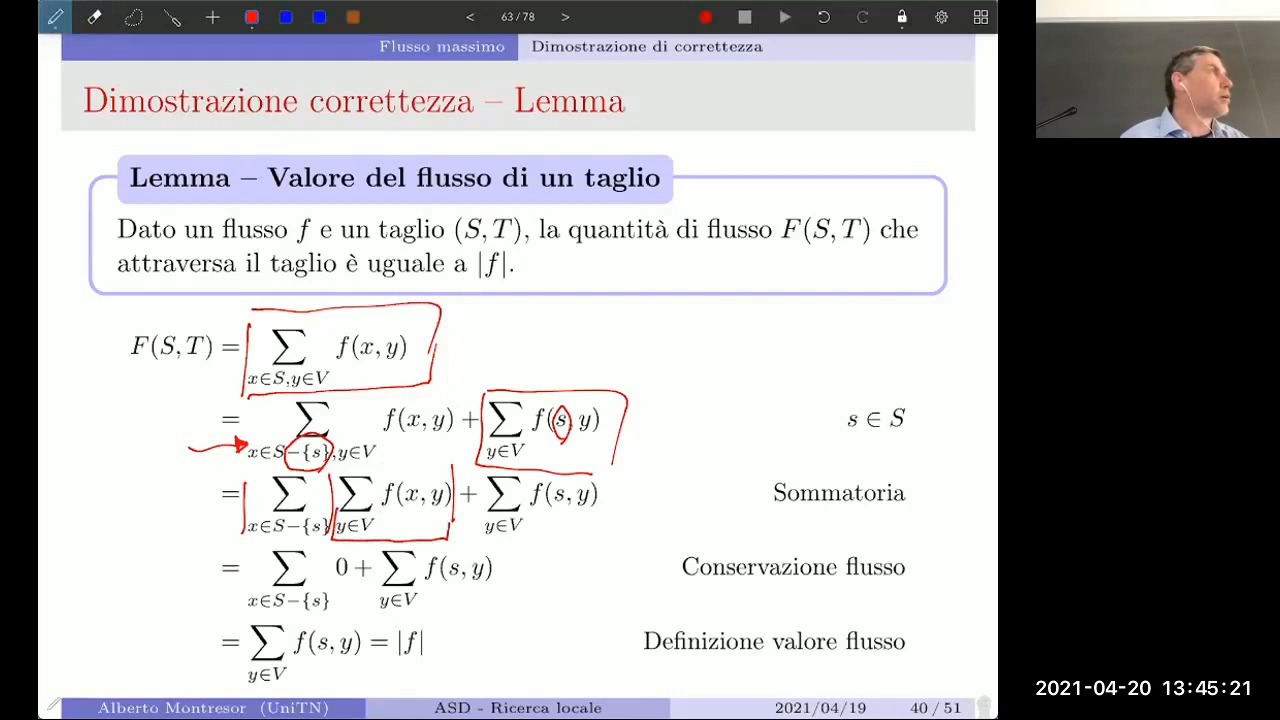 63/78
Flusso massimo Dimostrazione di correttezza
Dimostrazione correttezza – Lemma
Lemma – Valore del flusso di un taglio
Dato un flusso f e un taglio (S, T), la quantità di flusso F(S, T) che
attraversa il taglio è uguale a |f|.
F(S, T) = ∑ f(x, y)
x∈S,y∈V
= ∑ f(x, y) + ∑ f(s, y) s ∈ S
x∈S−{s},y∈V y∈V
= ∑ ∑ f(x, y) + ∑ f(s, y) Sommatoria
x∈S−{s} y∈V y∈V
= ∑ 0 + ∑ f(s, y) Conservazione flusso
x∈S−{s} y∈V
= ∑ f(s, y) = |f| Definizione valore flusso
y∈V
Alberto Montresor (UniTN) ASD - Ricerca locale 2021/04/19 40 / 51
2021-04-20 13:45:21